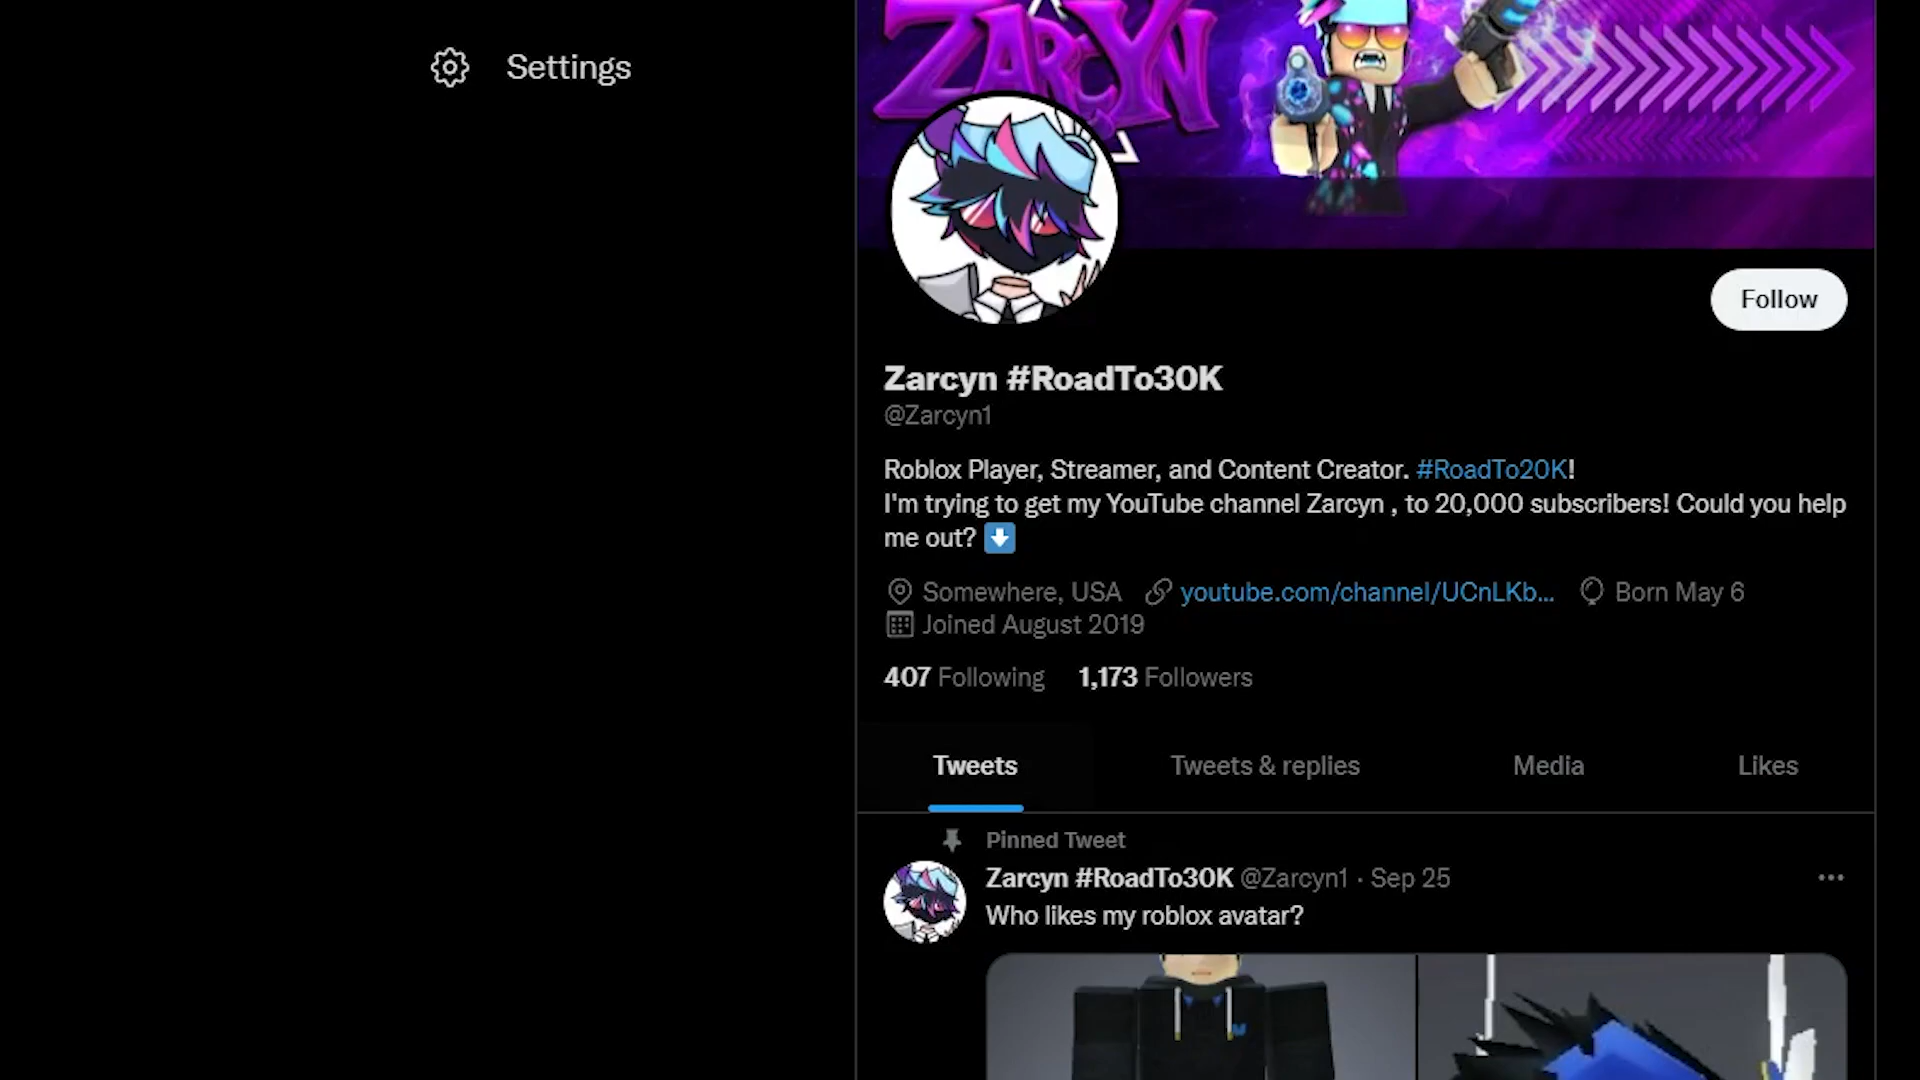 Settings
ZARCYN
Follow
Zarcyn #RoadTo30K
@Zarcyn1
Roblox Player, Streamer, and Content Creator. #RoadTo20K!
I'm trying to get my YouTube channel Zarcyn , to 20,000 subscribers! Could you help
me out?
Somewhere, USA youtube.com/channel/UCnLKb... Born May 6
Joined August 2019
407 Following 1,173 Followers
Tweets Tweets & replies Media Likes
Pinned Tweet
Zarcyn #RoadTo30K @Zarcyn1 · Sep 25
Who likes my roblox avatar?